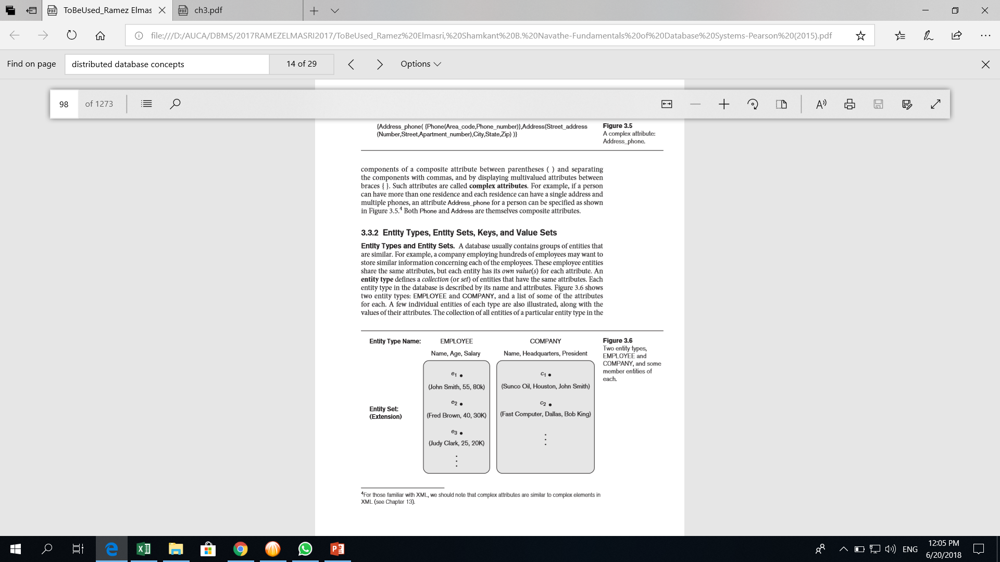 ToBeUsed_Ramez Elmas
ch3.pdf
file:///D:/AUCA/DBMS/2017RAMEZELMASRI2017/ToBeUsed_Ramez%20Elmasri,%20Shamkant%20B.%20Navathe-Fundamentals%20of%20Database%20Systems-Pearson%20(2015).pdf
Find on page
distributed database concepts
14 of 29
Options
98 of 1273
{Address_phone( {Phone(Area_code,Phone_number)},Address(Street_address
(Number,Street,Apartment_number),City,State,Zip) )}
Figure 3.5
A complex attribute:
Address_phone.
components of a composite attribute between parentheses ( ) and separating
the components with commas, and by displaying multivalued attributes between
braces { }. Such attributes are called complex attributes. For example, if a person
can have more than one residence and each residence can have a single address and
multiple phones, an attribute Address_phone for a person can be specified as shown
in Figure 3.5.4 Both Phone and Address are themselves composite attributes.
3.3.2 Entity Types, Entity Sets, Keys, and Value Sets
Entity Types and Entity Sets. A database usually contains groups of entities that
are similar. For example, a company employing hundreds of employees may want to
store similar information concerning each of the employees. These employee entities
share the same attributes, but each entity has its own value(s) for each attribute. An
entity type defines a collection (or set) of entities that have the same attributes. Each
entity type in the database is described by its name and attributes. Figure 3.6 shows
two entity types: EMPLOYEE and COMPANY, and a list of some of the attributes
for each. A few individual entities of each type are also illustrated, along with the
values of their attributes. The collection of all entities of a particular entity type in the
Entity Type Name:
EMPLOYEE
COMPANY
Name, Age, Salary
Name, Headquarters, President
Entity Set:
(Extension)
e1 •
(John Smith, 55, 80k)
e2 •
(Fred Brown, 40, 30K)
e3 •
(Judy Clark, 25, 20K)
c1 •
(Sunco Oil, Houston, John Smith)
c2 •
(Fast Computer, Dallas, Bob King)
Figure 3.6
Two entity types,
EMPLOYEE and
COMPANY, and some
member entities of
each.
4For those familiar with XML, we should note that complex attributes are similar to complex elements in
XML (see Chapter 13).
ENG
12:05 PM
6/20/2018